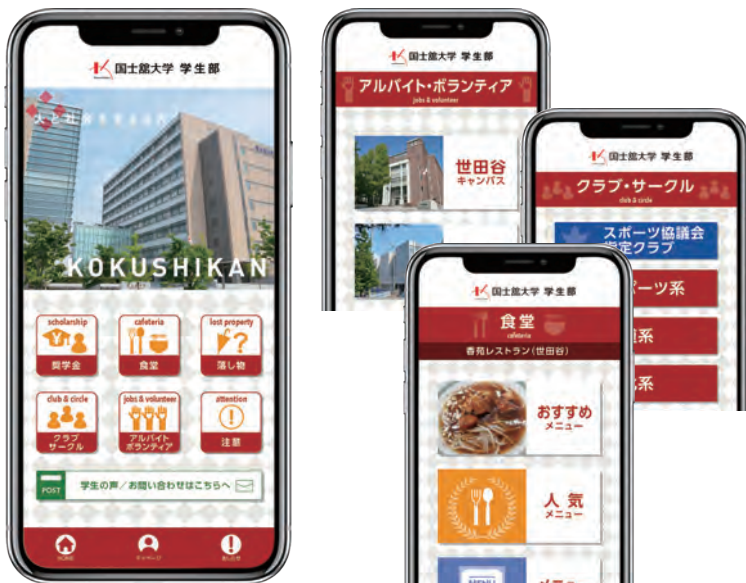 国士舘大学 学生部
KOKUSHIKAN
scholarship
奨学金
cafeteria
食堂
lost property
落し物
club & circle
クラブ
サークル
jobs & volunteer
アルバイト
ボランティア
attention
注意
POST
学生の声/お問い合わせはこちらへ
HOME
国士舘大学 学生部
アルバイト・ボランティア
jobs & volunteer
世田谷
キャンパス
国士舘大学 学生部
クラブ・サークル
club & circle
スポーツ協議会
指定クラブ
ーツ系
系
系
国士舘大学 学生部
食堂
cafeteria
香苑レストラン(世田谷)
おすすめ
メニュー
人気
メニュー
MENU